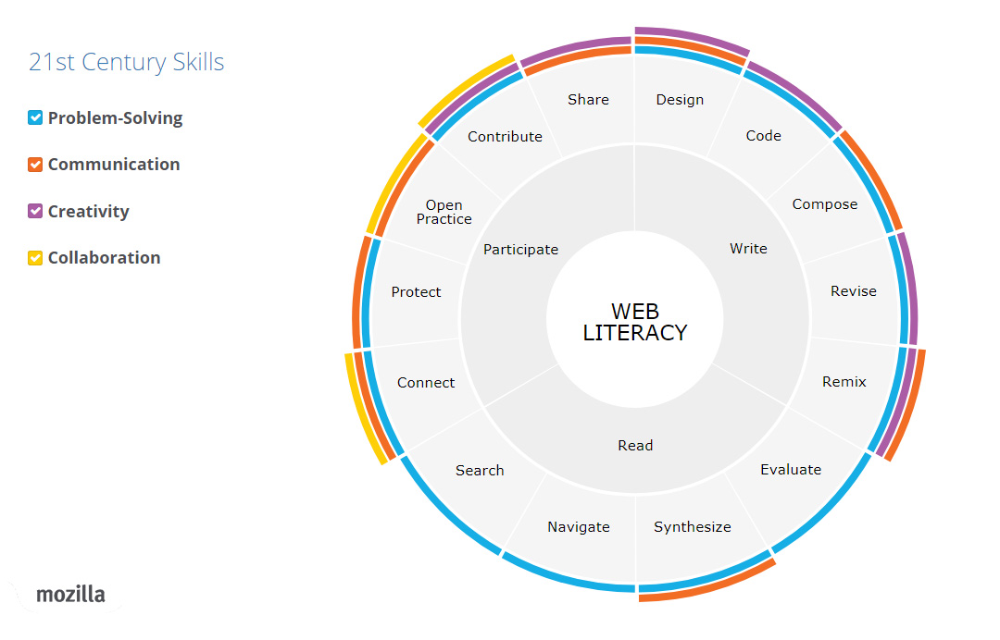 21st Century Skills
Problem-Solving
Communication
Creativity
Collaboration
Share
Design
Contribute
Code
Open
Practice
Compose
Participate
Write
Protect
Revise
WEB
LITERACY
Connect
Remix
Read
Search
Evaluate
Navigate
Synthesize
mozilla